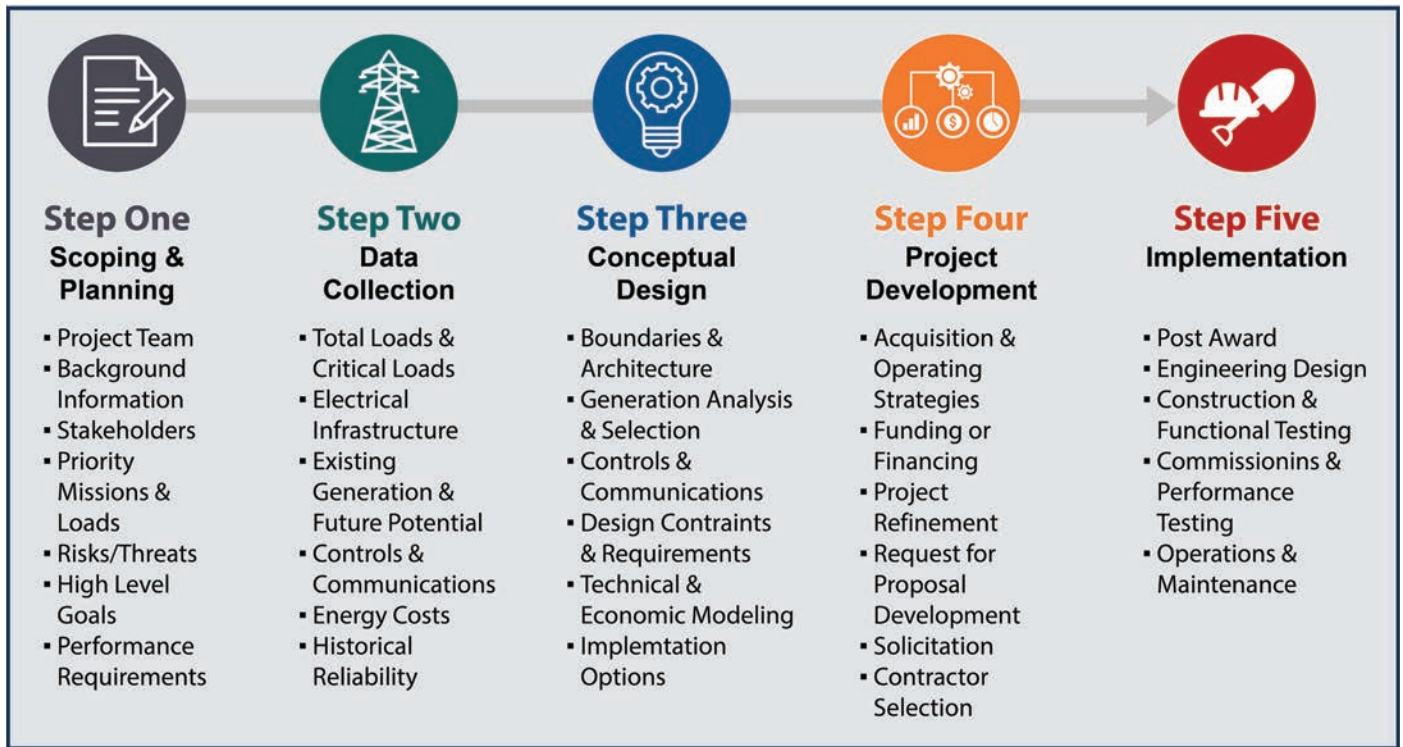 Step One
Scoping &
Planning
▪ Project Team
▪ Background
Information
▪ Stakeholders
▪ Priority
Missions &
Loads
▪ Risks/Threats
▪ High Level
Goals
▪ Performance
Requirements
Step Two
Data
Collection
▪ Total Loads &
Critical Loads
▪ Electrical
Infrastructure
▪ Existing
Generation &
Future Potential
▪ Controls &
Communications
▪ Energy Costs
▪ Historical
Reliability
Step Three
Conceptual
Design
▪ Boundaries &
Architecture
▪ Generation Analysis
& Selection
▪ Controls &
Communications
▪ Design Contraints
& Requirements
▪ Technical &
Economic Modeling
▪ Implemtation
Options
$
Step Four
Project
Development
▪ Acquisition &
Operating
Strategies
▪ Funding or
Financing
▪ Project
Refinement
▪ Request for
Proposal
Development
▪ Solicitation
▪ Contractor
Selection
Step Five
Implementation
▪ Post Award
▪ Engineering Design
▪ Construction &
Functional Testing
▪ Commissionins &
Performance
Testing
▪ Operations &
Maintenance